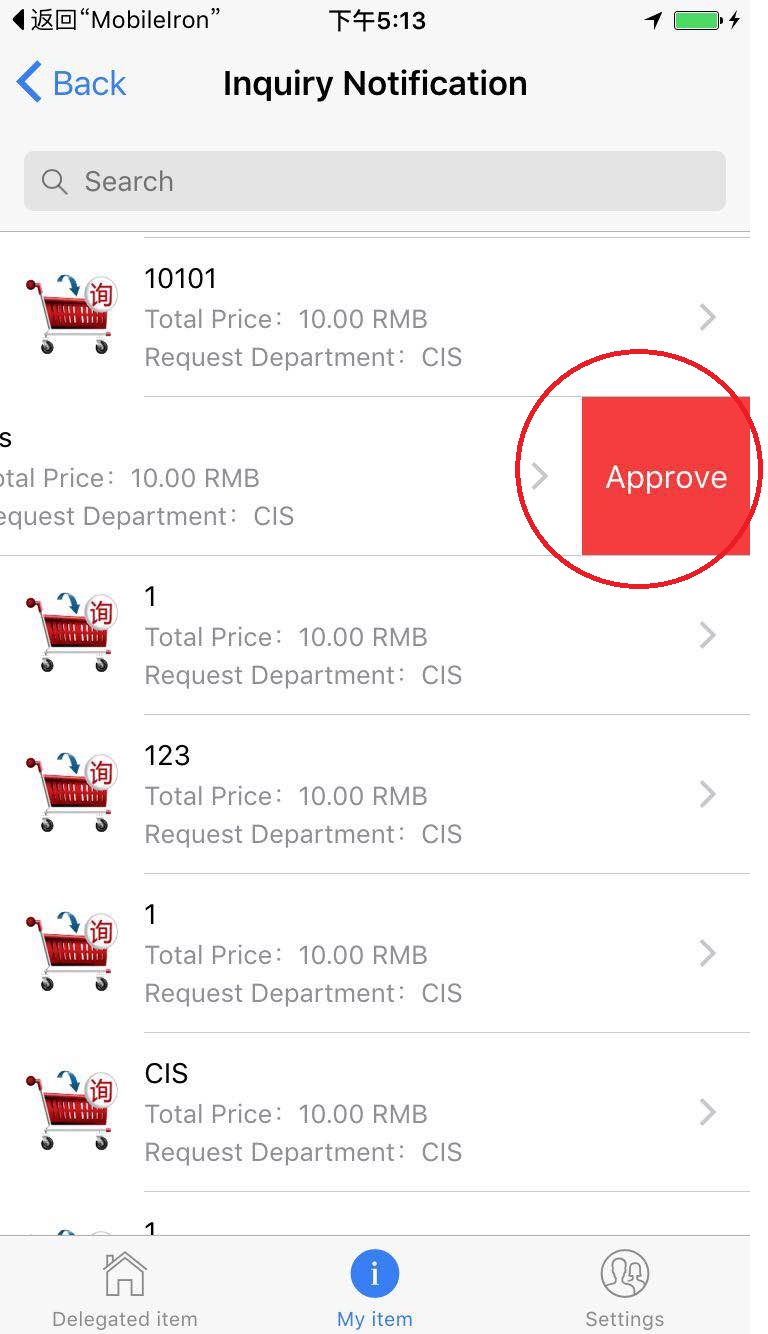 返回“MobileIron” 下午5:13
Back Inquiry Notification
Search
询
10101
Total Price： 10.00 RMB
Request Department： CIS
s
otal Price： 10.00 RMB
equest Department： CIS
Approve
询
1
Total Price： 10.00 RMB
Request Department： CIS
询
123
Total Price： 10.00 RMB
Request Department： CIS
询
1
Total Price： 10.00 RMB
Request Department： CIS
询
CIS
Total Price： 10.00 RMB
Request Department： CIS
1
Delegated item My item Settings